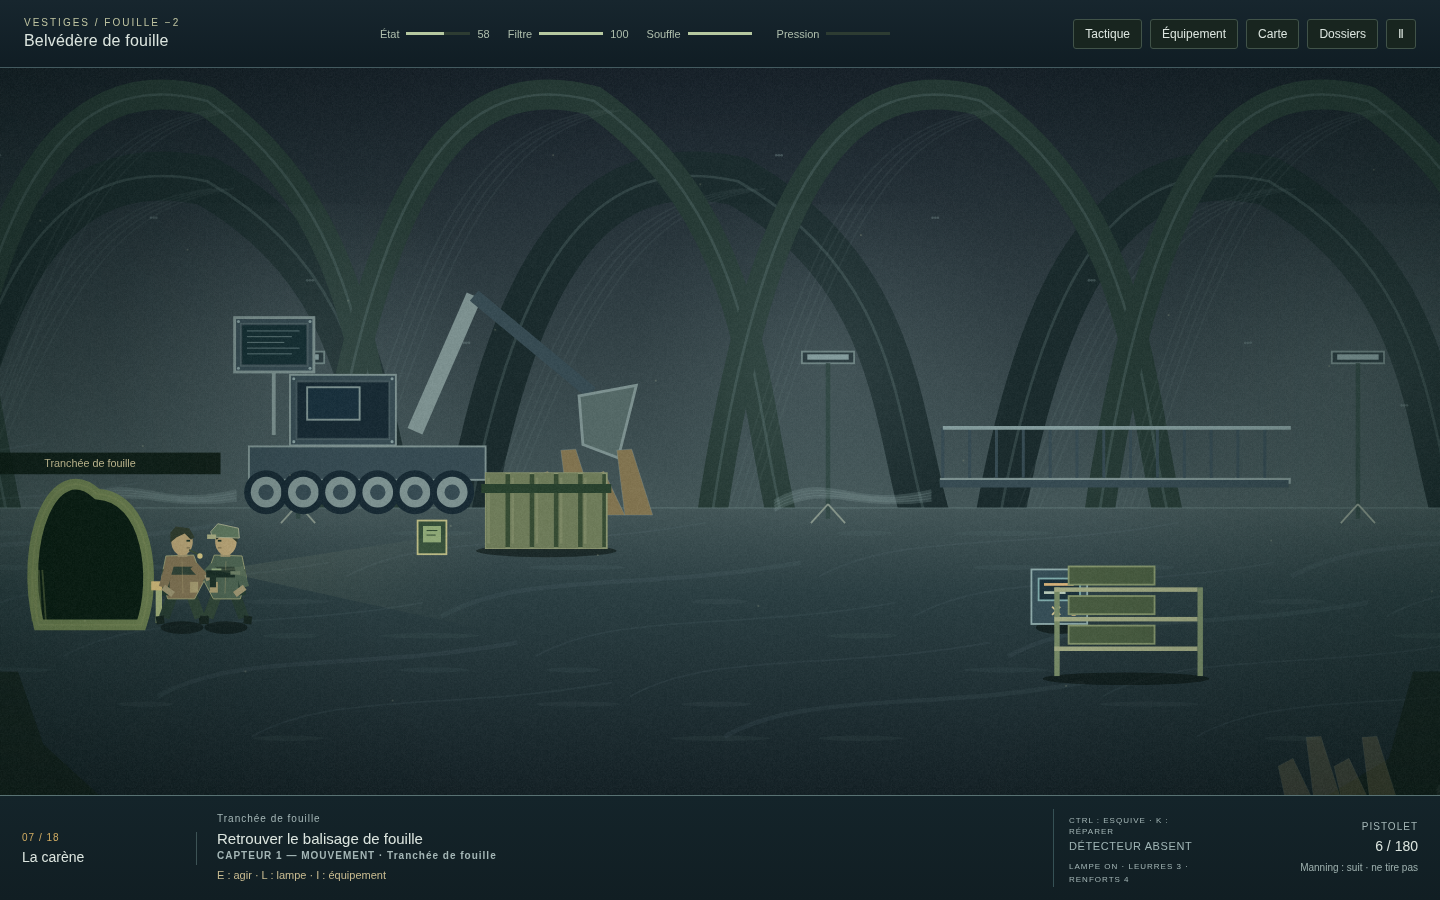 VESTIGES / FOUILLE −2
Belvédère de fouille
État 58 Filtre 100 Souffle Pression
Tactique Équipement Carte Dossiers II
Tranchée de fouille
07 / 18
La carène
Tranchée de fouille
Retrouver le balisage de fouille
CAPTEUR 1 — MOUVEMENT · Tranchée de fouille
E : agir · L : lampe · I : équipement
CTRL : ESQUIVE · K :
RÉPARER
DÉTECTEUR ABSENT
LAMPE ON · LEURRES 3 ·
RENFORTS 4
PISTOLET
6 / 180
Manning : suit · ne tire pas